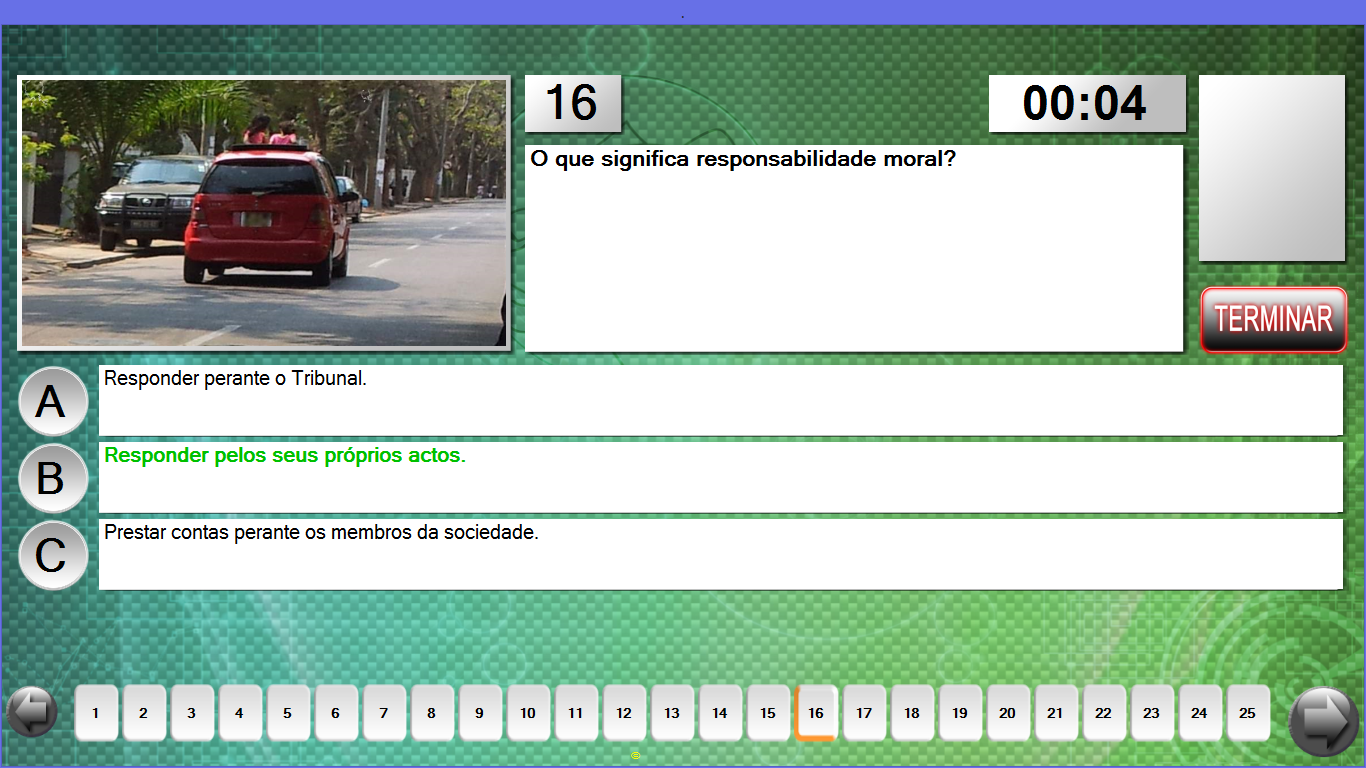 16
00:04
O que significa responsabilidade moral?
TERMINAR
A
Responder perante o Tribunal.
B
Responder pelos seus próprios actos.
C
Prestar contas perante os membros da sociedade.
1 2 3 4 5 6 7 8 9 10 11 12 13 14 15 16 17 18 19 20 21 22 23 24 25